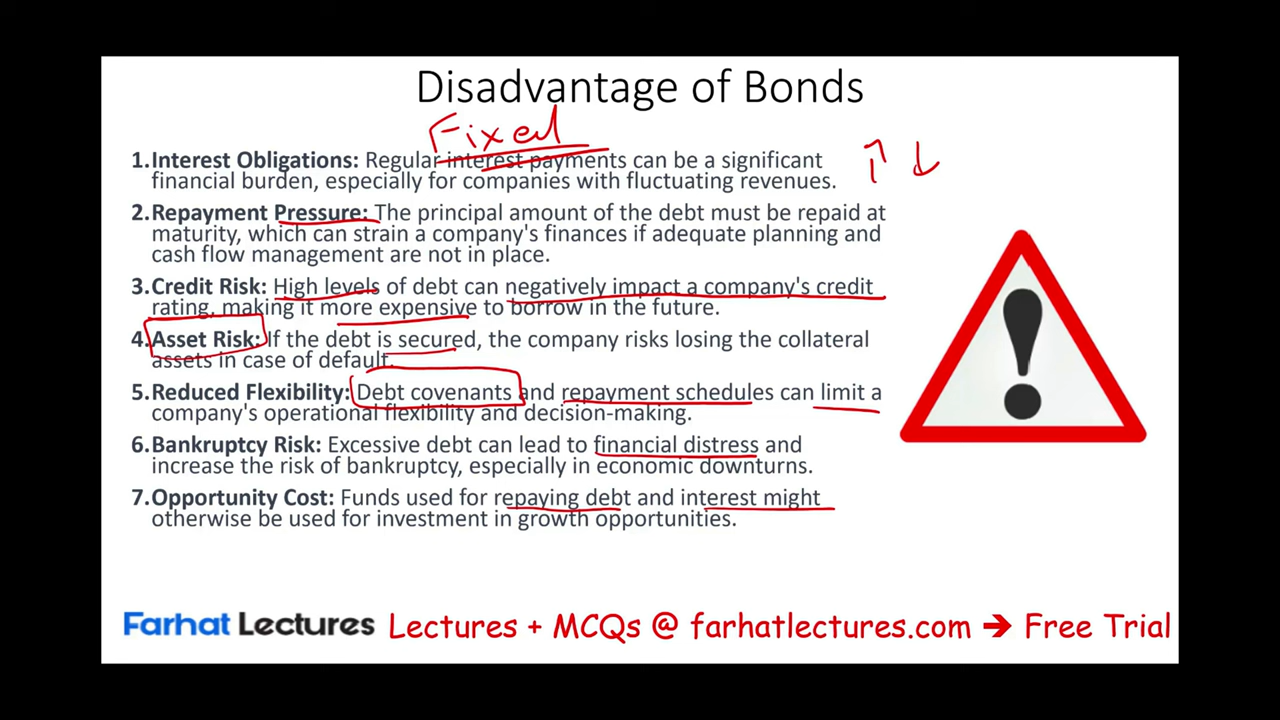 Disadvantage of Bonds
Fixed
1. Interest Obligations: Regular interest payments can be a significant
financial burden, especially for companies with fluctuating revenues.
↑ ↓
2. Repayment Pressure: The principal amount of the debt must be repaid at
maturity, which can strain a company's finances if adequate planning and
cash flow management are not in place.
3. Credit Risk: High levels of debt can negatively impact a company's credit
rating, making it more expensive to borrow in the future.
4. Asset Risk: If the debt is secured, the company risks losing the collateral
assets in case of default.
5. Reduced Flexibility: Debt covenants and repayment schedules can limit a
company's operational flexibility and decision-making.
6. Bankruptcy Risk: Excessive debt can lead to financial distress and
increase the risk of bankruptcy, especially in economic downturns.
7. Opportunity Cost: Funds used for repaying debt and interest might
otherwise be used for investment in growth opportunities.
!
Farhat Lectures Lectures + MCQs @ farhatlectures.com → Free Trial